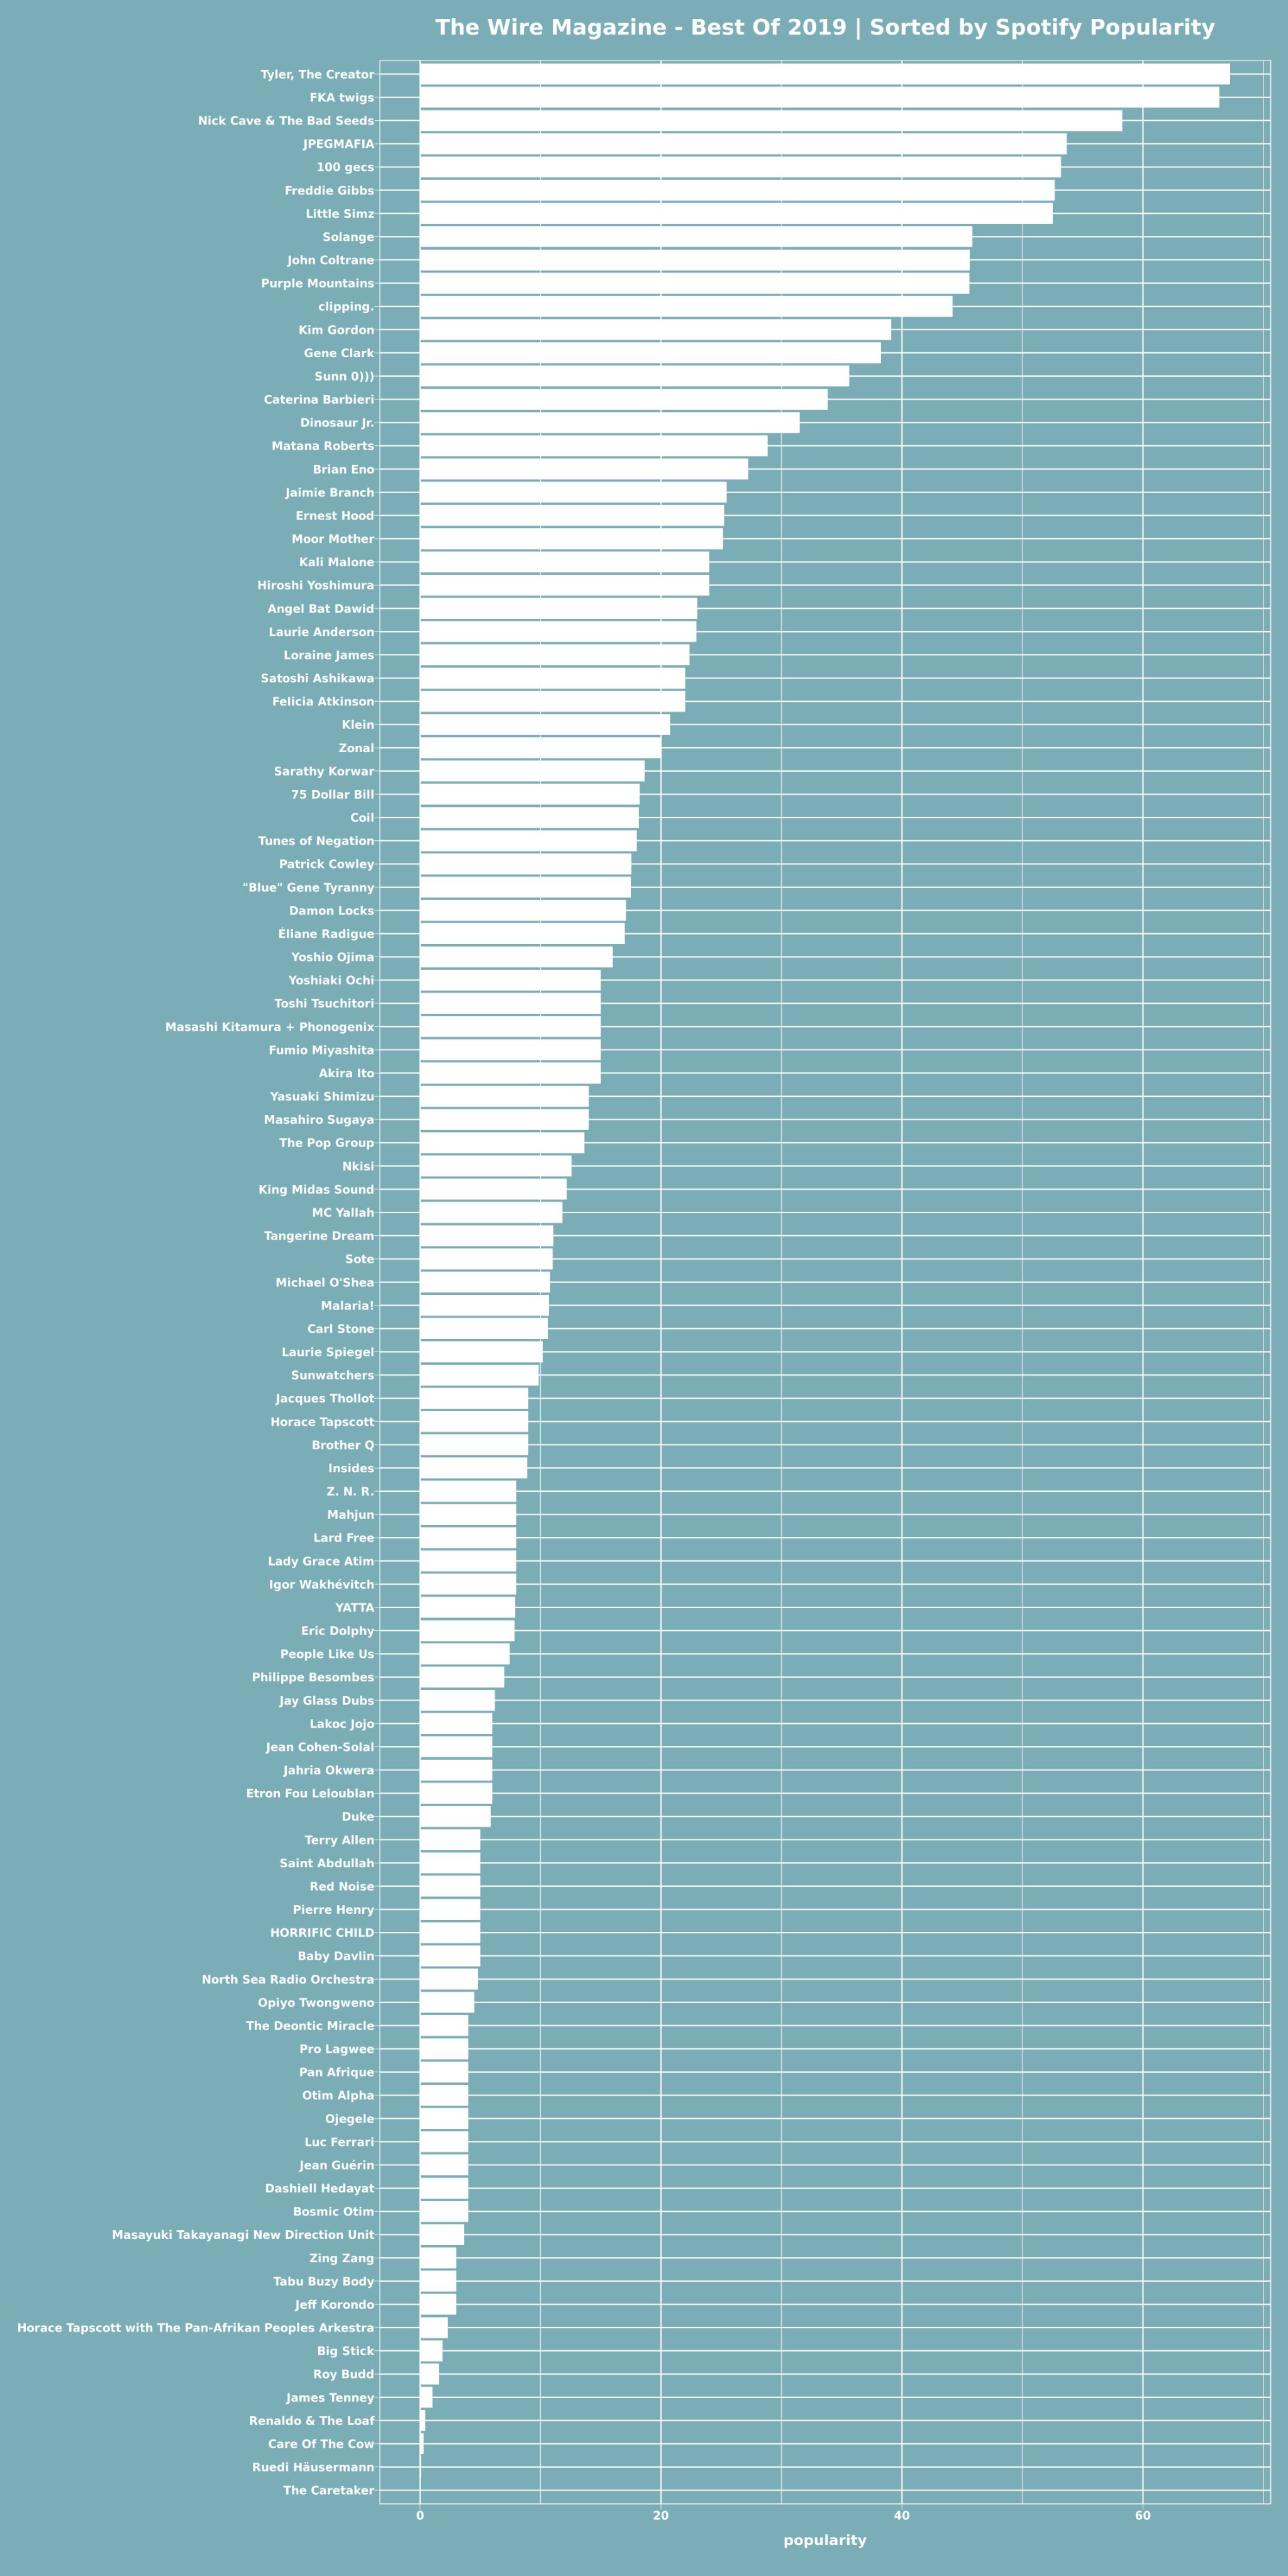 The Wire Magazine - Best Of 2019 | Sorted by Spotify Popularity
Tyler, The Creator
FKA twigs
Nick Cave & The Bad Seeds
JPEGMAFIA
100 gecs
Freddie Gibbs
Little Simz
Solange
John Coltrane
Purple Mountains
clipping.
Kim Gordon
Gene Clark
Sunn 0)))
Caterina Barbieri
Dinosaur Jr.
Matana Roberts
Brian Eno
Jaimie Branch
Ernest Hood
Moor Mother
Kali Malone
Hiroshi Yoshimura
Angel Bat Dawid
Laurie Anderson
Loraine James
Satoshi Ashikawa
Felicia Atkinson
Klein
Zonal
Sarathy Korwar
75 Dollar Bill
Coil
Tunes of Negation
Patrick Cowley
"Blue" Gene Tyranny
Damon Locks
Éliane Radigue
Yoshio Ojima
Yoshiaki Ochi
Toshi Tsuchitori
Masashi Kitamura + Phonogenix
Fumio Miyashita
Akira Ito
Yasuaki Shimizu
Masahiro Sugaya
The Pop Group
Nkisi
King Midas Sound
MC Yallah
Tangerine Dream
Sote
Michael O'Shea
Malaria!
Carl Stone
Laurie Spiegel
Sunwatchers
Jacques Thollot
Horace Tapscott
Brother Q
Insides
Z. N. R.
Mahjun
Lard Free
Lady Grace Atim
Igor Wakhévitch
YATTA
Eric Dolphy
People Like Us
Philippe Besombes
Jay Glass Dubs
Lakoc Jojo
Jean Cohen-Solal
Jahria Okwera
Etron Fou Leloublan
Duke
Terry Allen
Saint Abdullah
Red Noise
Pierre Henry
HORRIFIC CHILD
Baby Davlin
North Sea Radio Orchestra
Opiyo Twongweno
The Deontic Miracle
Pro Lagwee
Pan Afrique
Otim Alpha
Ojegele
Luc Ferrari
Jean Guérin
Dashiell Hedayat
Bosmic Otim
Masayuki Takayanagi New Direction Unit
Zing Zang
Tabu Buzy Body
Jeff Korondo
Horace Tapscott with The Pan-Afrikan Peoples Arkestra
Big Stick
Roy Budd
James Tenney
Renaldo & The Loaf
Care Of The Cow
Ruedi Häusermann
The Caretaker
0 20 40 60
popularity